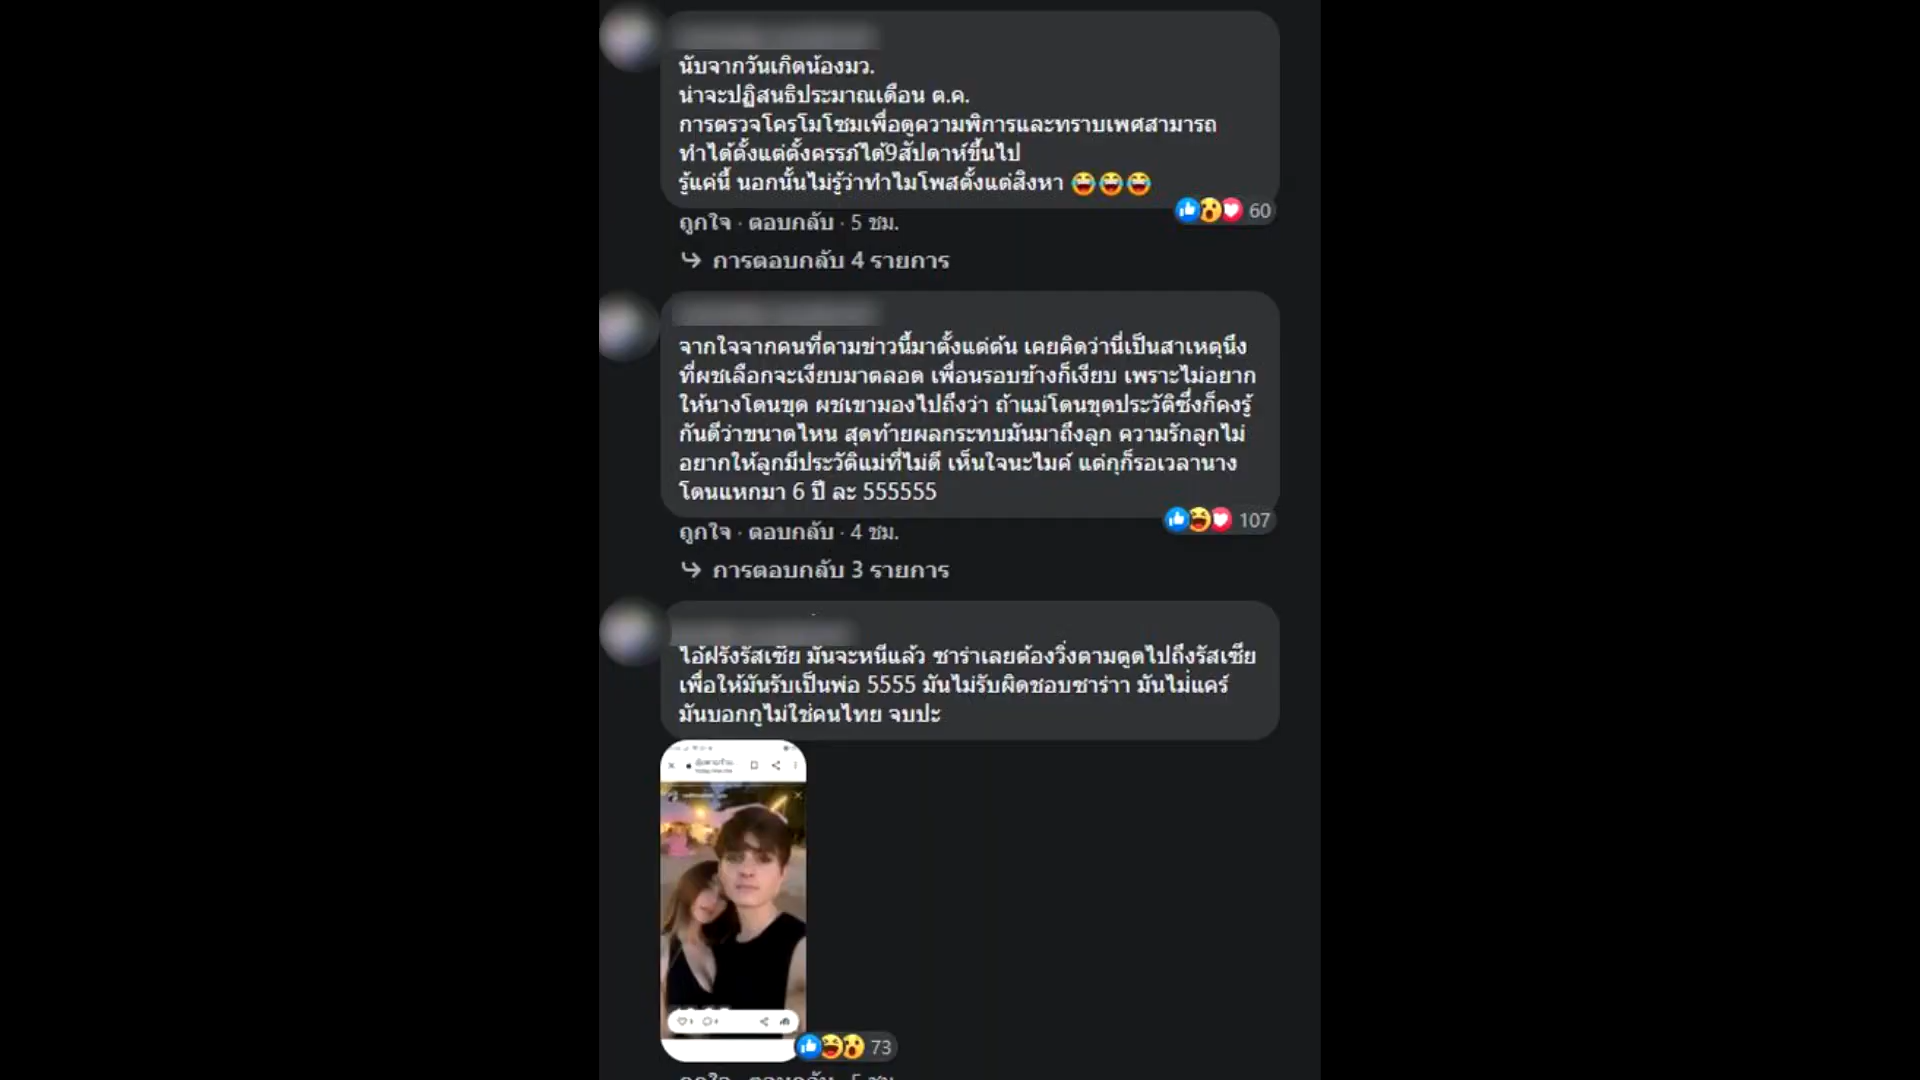 นับจากวันเกิดน้องมว.
น่าจะปฏิสนธิประมาณเดือน ต.ค.
การตรวจโครโมโซมเพื่อดูความพิการและทราบเพศสามารถ
ทำได้ตั้งแต่ตั้งครรภ์ได้9สัปดาห์ขึ้นไป
รู้แค่นี้ นอกนั้นไม่รู้ว่าทำไมโพสตั้งแต่สิงหา 😂😂😂
60
ถูกใจ · ตอบกลับ · 5 ชม.
การตอบกลับ 4 รายการ
จากใจจากคนที่ตามข่าวนี้มาตั้งแต่ต้น เคยคิดว่านี่เป็นสาเหตุนึง
ที่ผชเลือกจะเงียบมาตลอด เพื่อนรอบข้างก็เงียบ เพราะไม่อยาก
ให้นางโดนขุด ผชเขามองไปถึงว่า ถ้าแม่โดนขุดประวัติซึ่งก็คงรู้
กันดีว่าขนาดไหน สุดท้ายผลกระทบมันมาถึงลูก ความรักลูกไม่
อยากให้ลูกมีประวัติแม่ที่ไม่ดี เห็นใจนะไมค์ แต่กุก็รอเวลานาง
โดนแหกมา 6 ปี ละ 555555
107
ถูกใจ · ตอบกลับ · 4 ชม.
การตอบกลับ 3 รายการ
ไอ้ฝรั่งรัสเซีย มันจะหนีแล้ว ซาร่าเลยต้องวิ่งตามตูดไปถึงรัสเซีย
เพื่อให้มันรับเป็นพ่อ 5555 มันไม่รับผิดชอบซาร่าา มันไม่แคร์
มันบอกกูไม่ใช่คนไทย จบปะ
73
ถูกใจ · ตอบกลับ · 5 ชม.